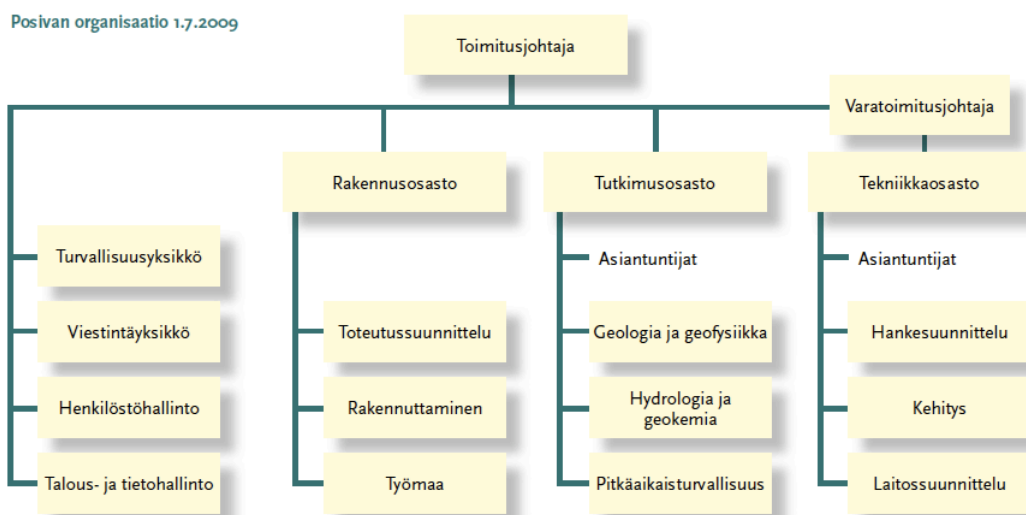 Posivan organisaatio 1.7.2009
Toimitusjohtaja
Varatoimitusjohtaja
Rakennusosasto
Tutkimusosasto
Tekniikkaosasto
Turvallisuusyksikkö
Asiantuntijat
Asiantuntijat
Viestintäyksikkö
Toteutussuunnittelu
Geologia ja geofysiikka
Hankesuunnittelu
Henkilöstöhallinto
Rakennuttaminen
Hydrologia ja
geokemia
Kehitys
Talous- ja tietohallinto
Työmaa
Pitkäaikaisturvallisuus
Laitossuunnittelu